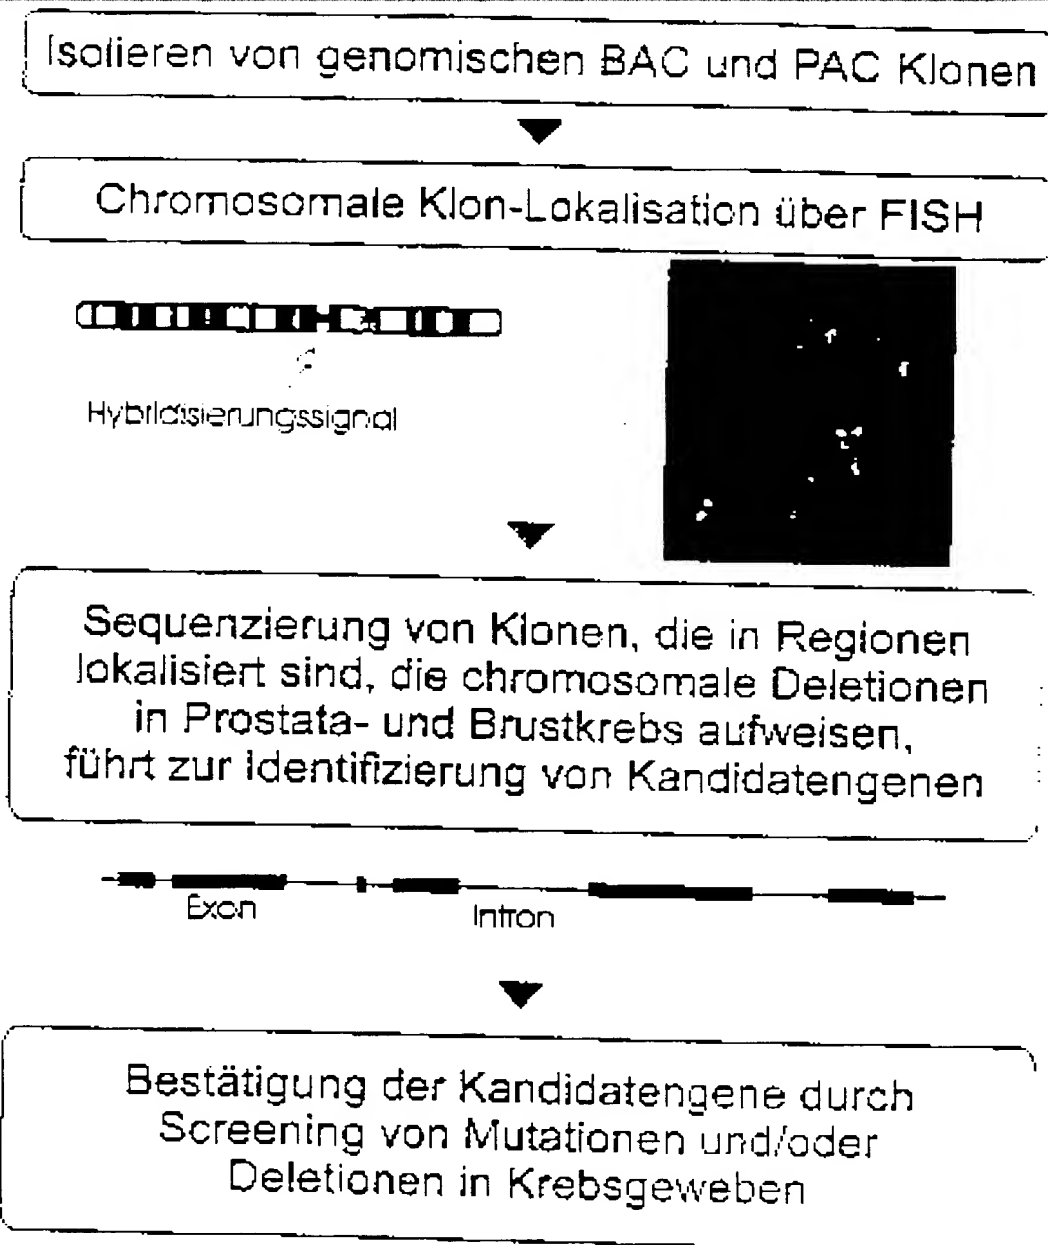 Isolieren von genomischen BAC und PAC Klonen
Chromosomale Klon-Lokalisation über FISH
Hybridisierungssignal
Sequenzierung von Klonen, die in Regionen
lokalisiert sind, die chromosomale Deletionen
in Prostata- und Brustkrebs aufweisen,
führt zur Identifizierung von Kandidatengenen
Exon
Intron
Bestätigung der Kandidatengene durch
Screening von Mutationen und/oder
Deletionen in Krebsgeweben